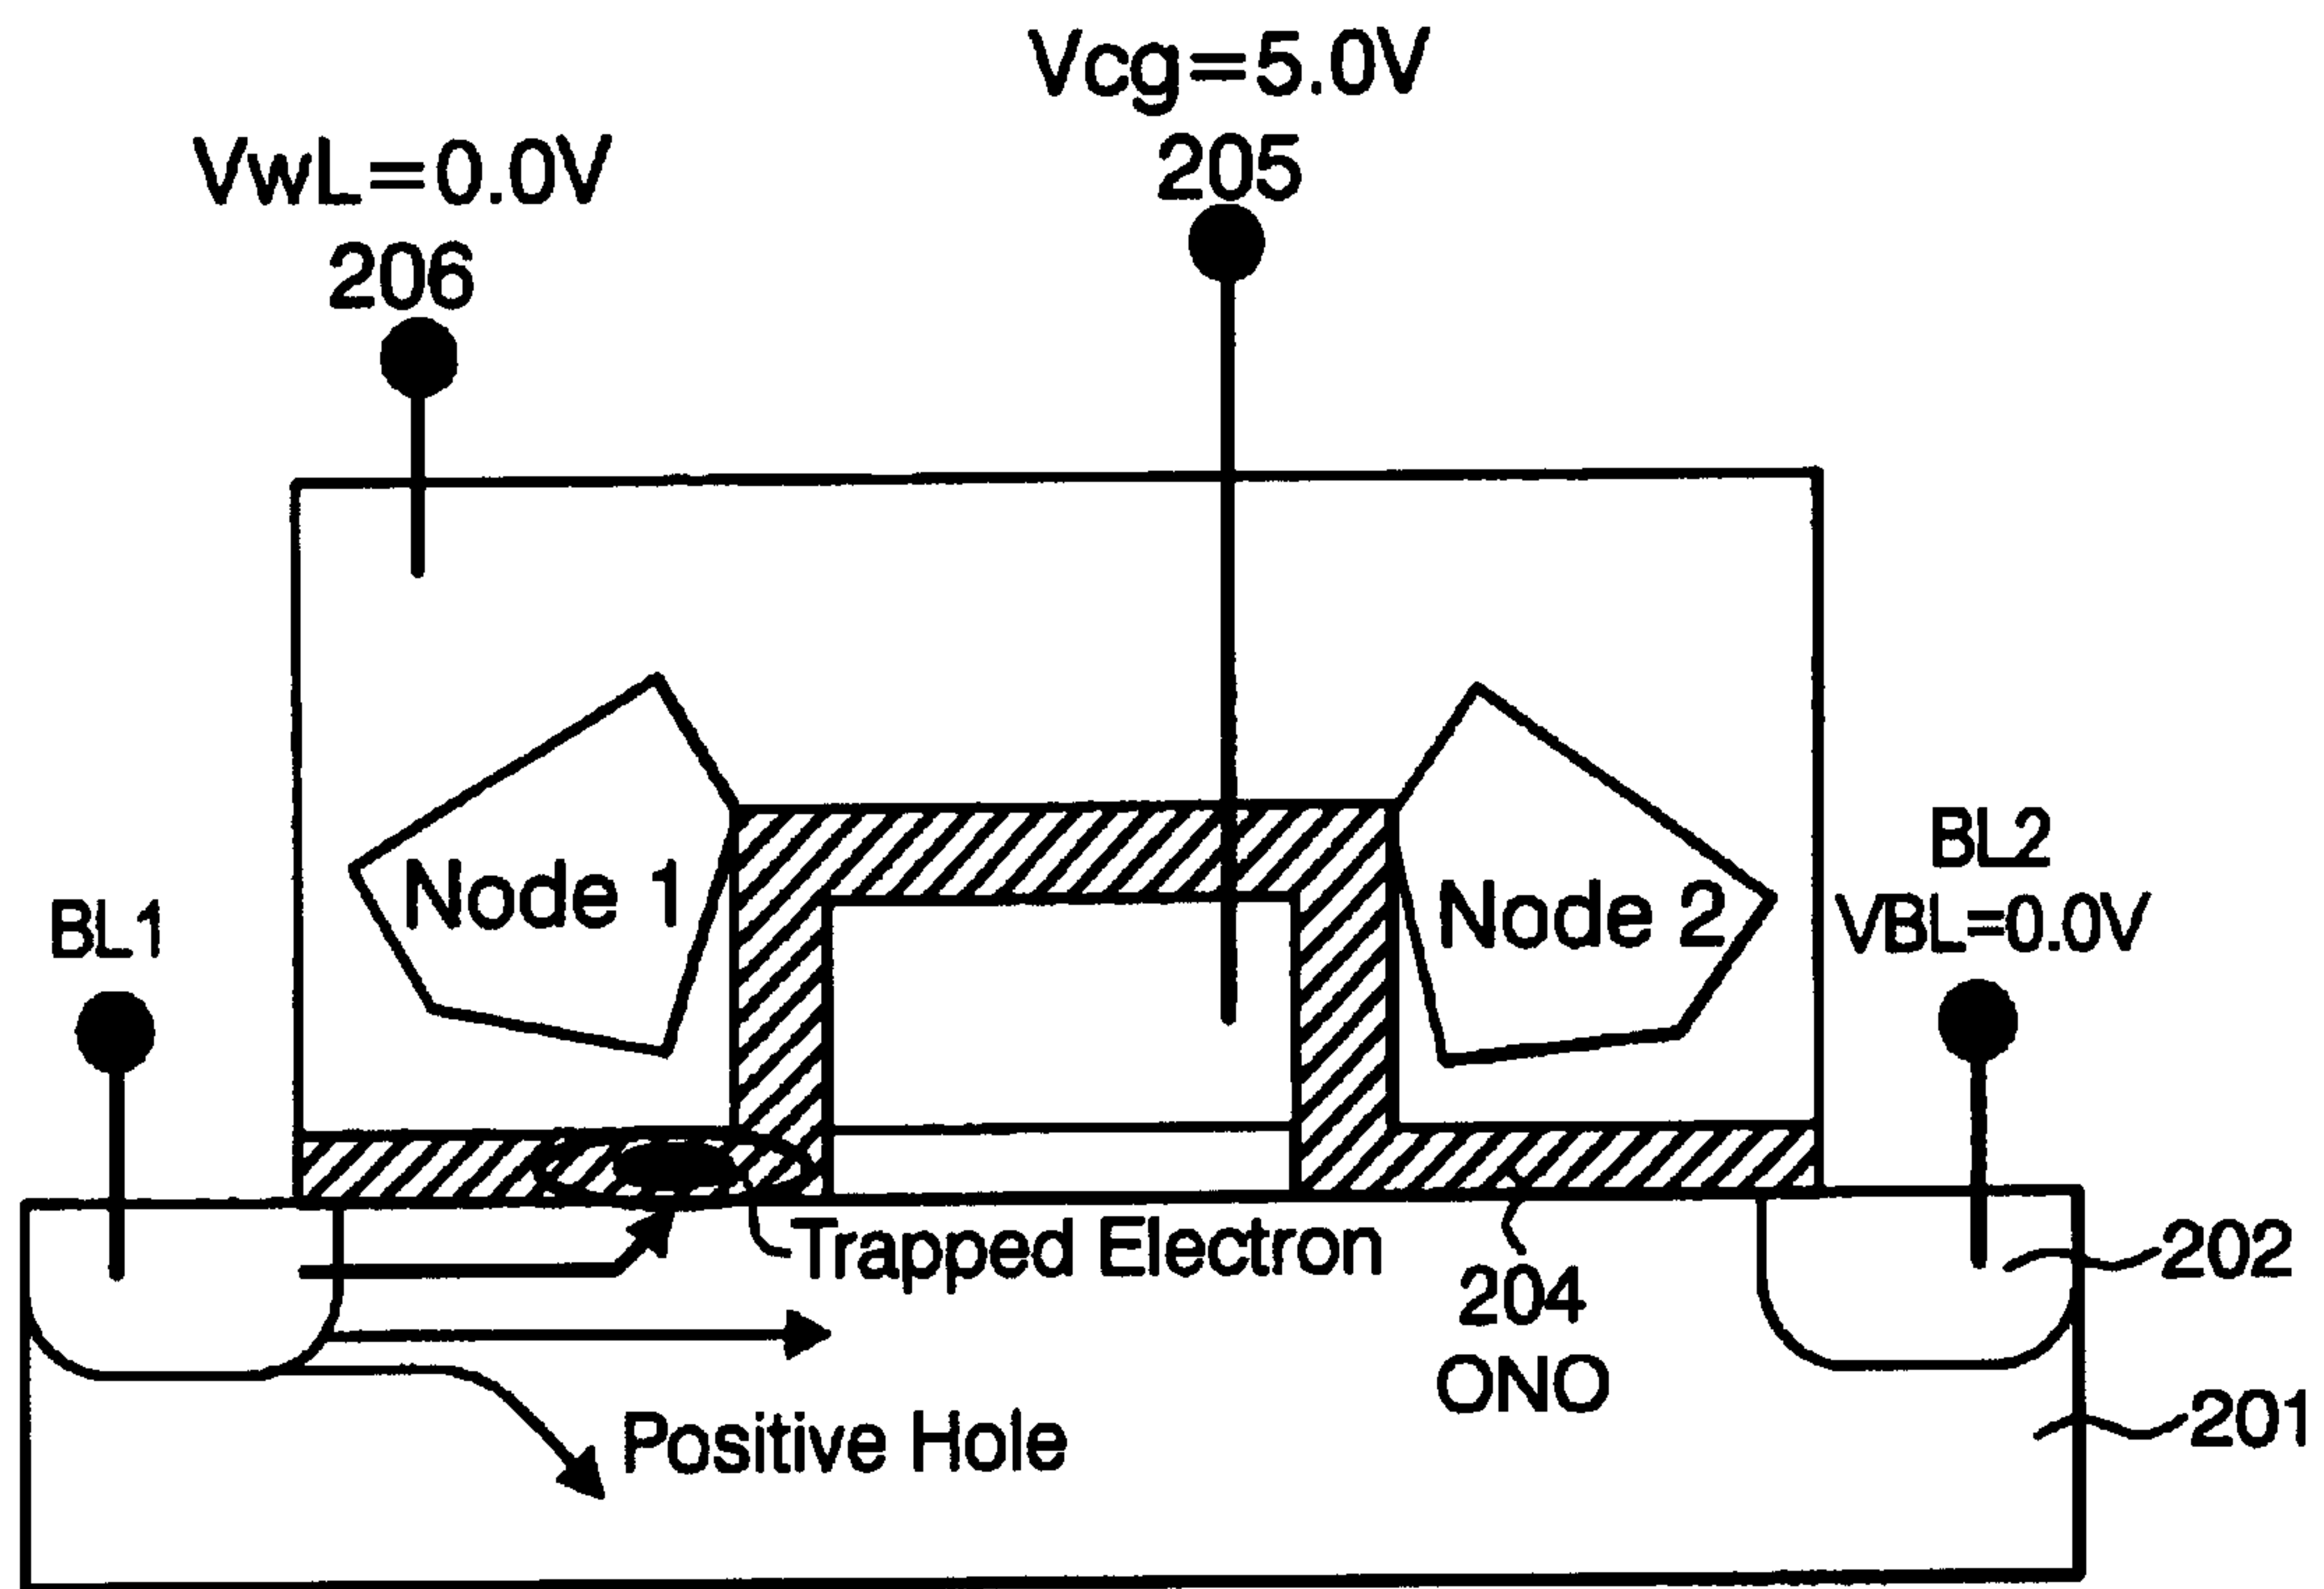 Vcg=5.0V
205
VwL=0.0V
206
Node 1
Node 2
BL1
BL2
VBL=0.0V
Trapped Electron
204
ONO
202
201
Positive Hole